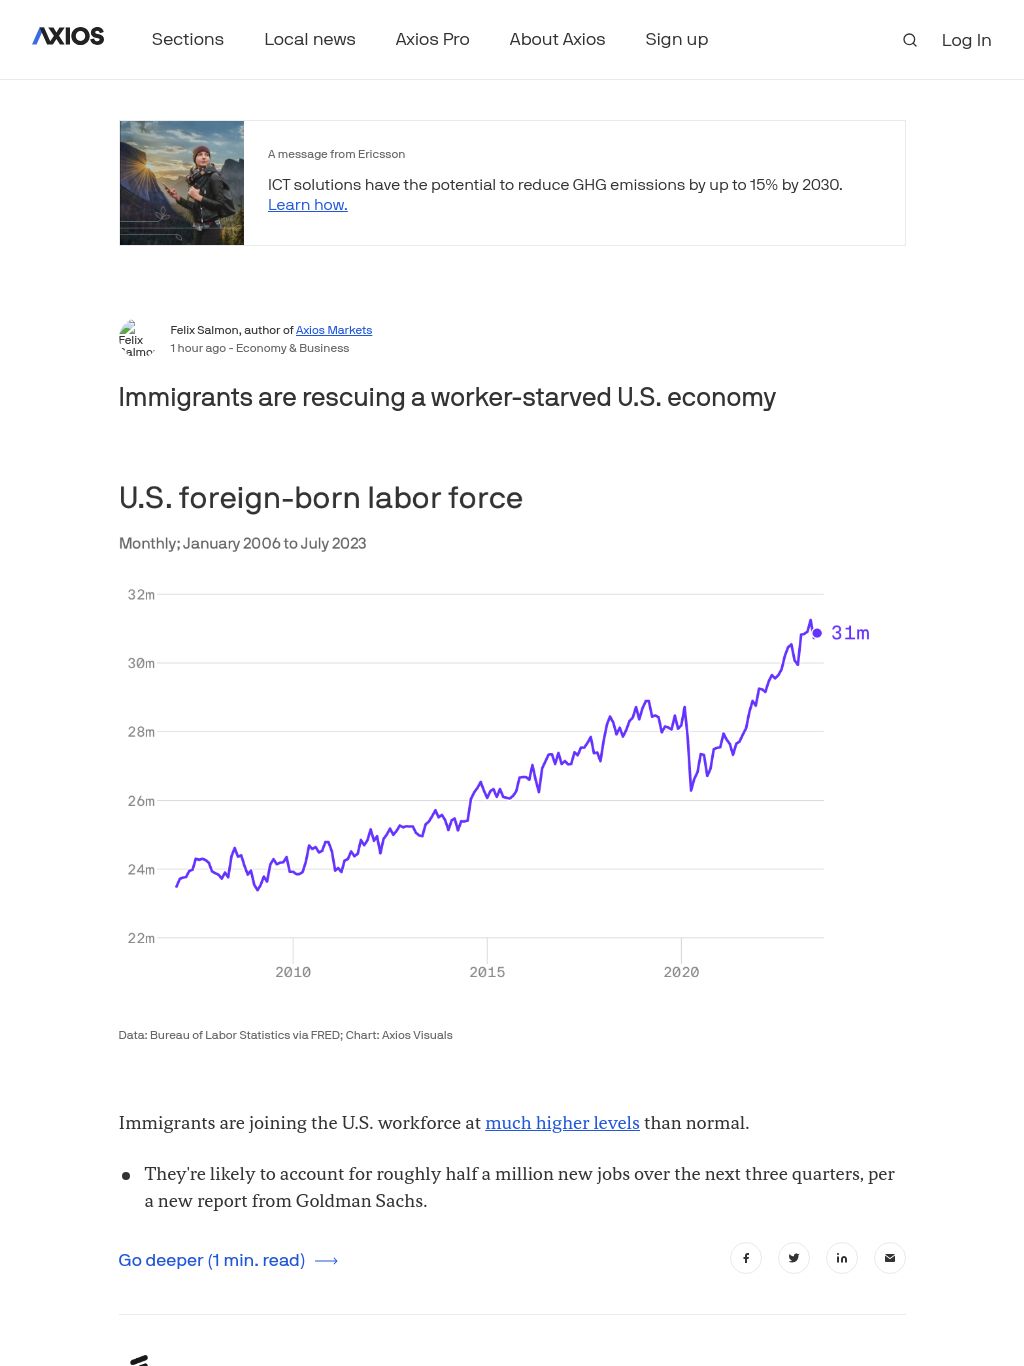 AXIOS
Sections
Local news
Axios Pro
About Axios
Sign up
Log In
A message from Ericsson
ICT solutions have the potential to reduce GHG emissions by up to 15% by 2030.
Learn how.
Felix
Salmon
Felix Salmon, author of Axios Markets
1 hour ago - Economy & Business
Immigrants are rescuing a worker-starved U.S. economy
U.S. foreign-born labor force
Monthly; January 2006 to July 2023
32m
31m
30m
28m
26m
24m
22m
2010
2015
2020
Data: Bureau of Labor Statistics via FRED; Chart: Axios Visuals
Immigrants are joining the U.S. workforce at much higher levels than normal.
They're likely to account for roughly half a million new jobs over the next three quarters, per
a new report from Goldman Sachs.
Go deeper (1 min. read)